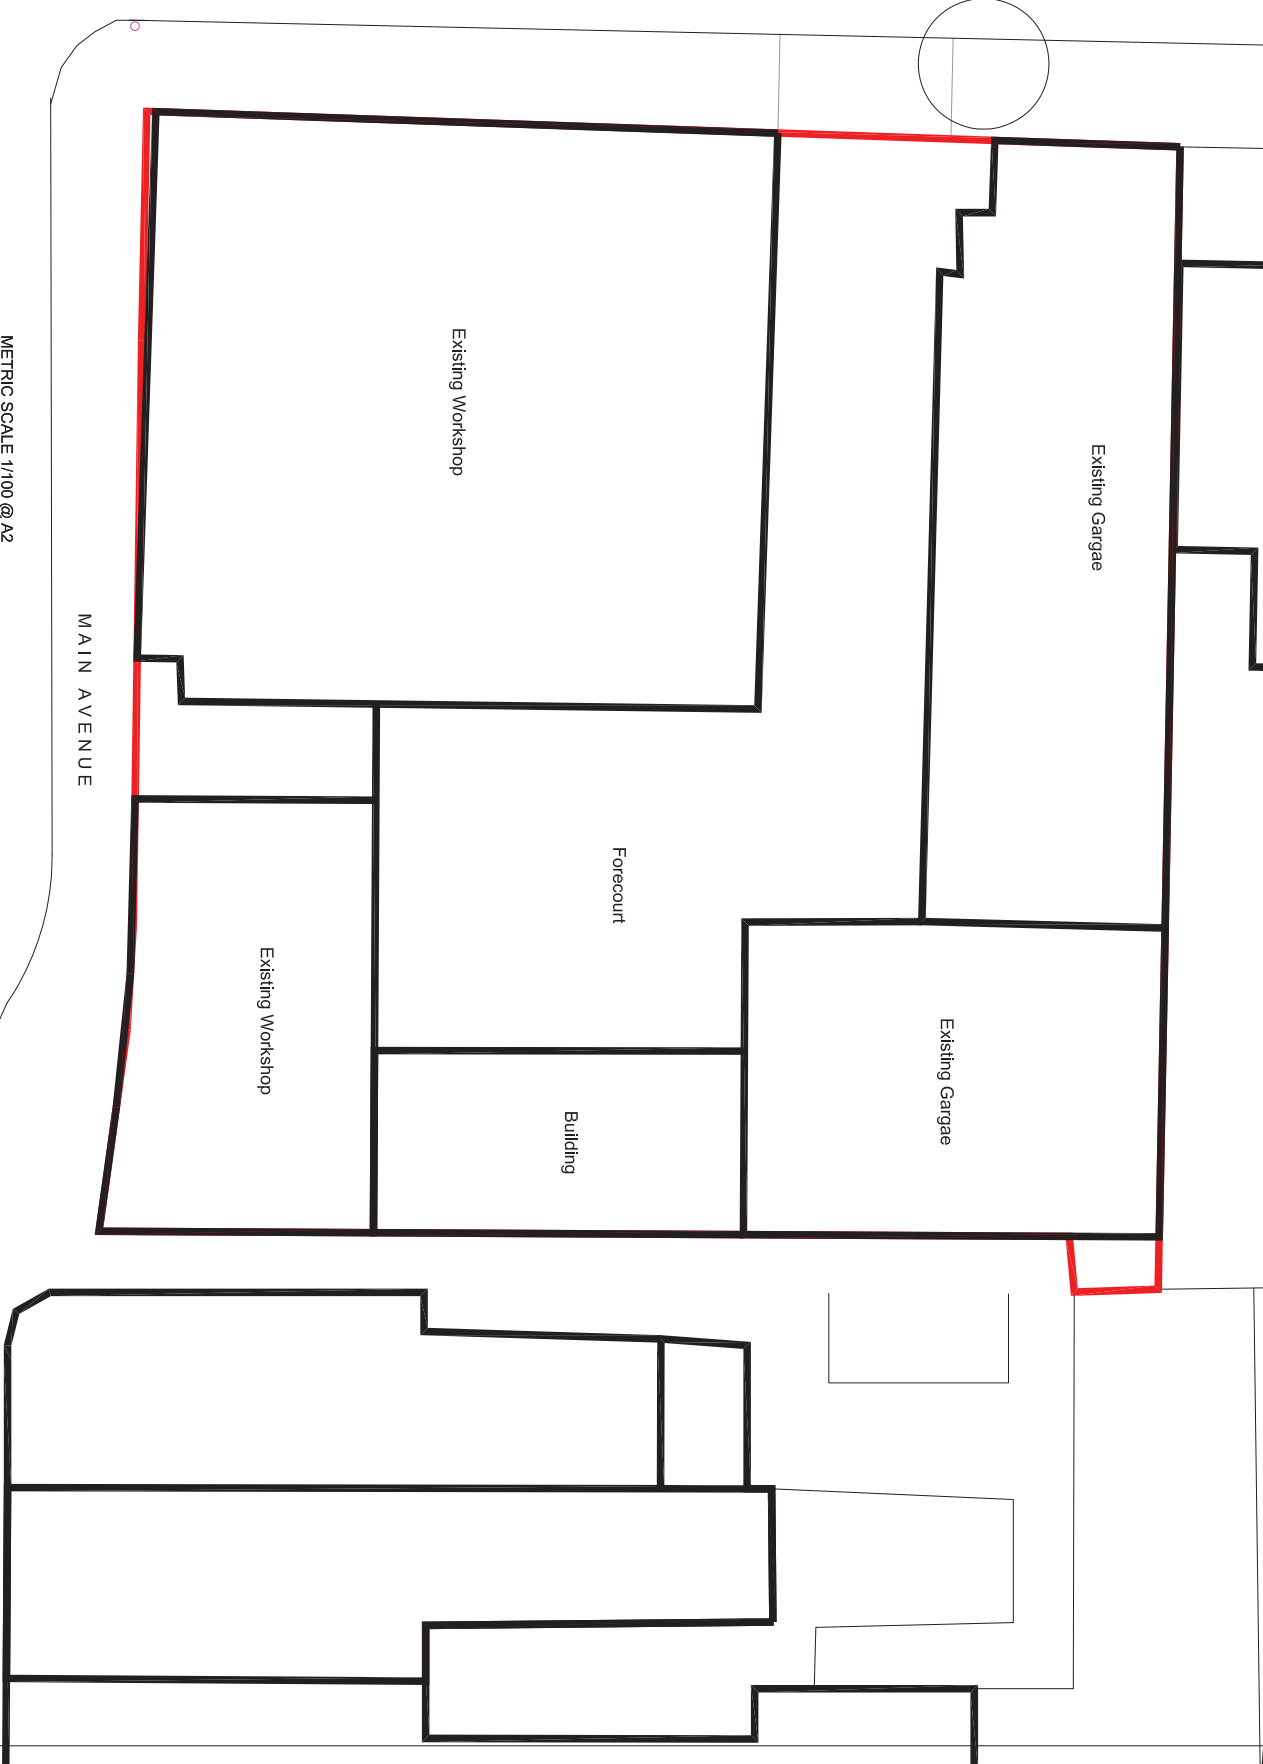 Existing Gargae
Existing Workshop
Forecourt
Existing Gargae
Existing Workshop
Building
MAIN AVENUE
METRIC SCALE 1/100 @ A2